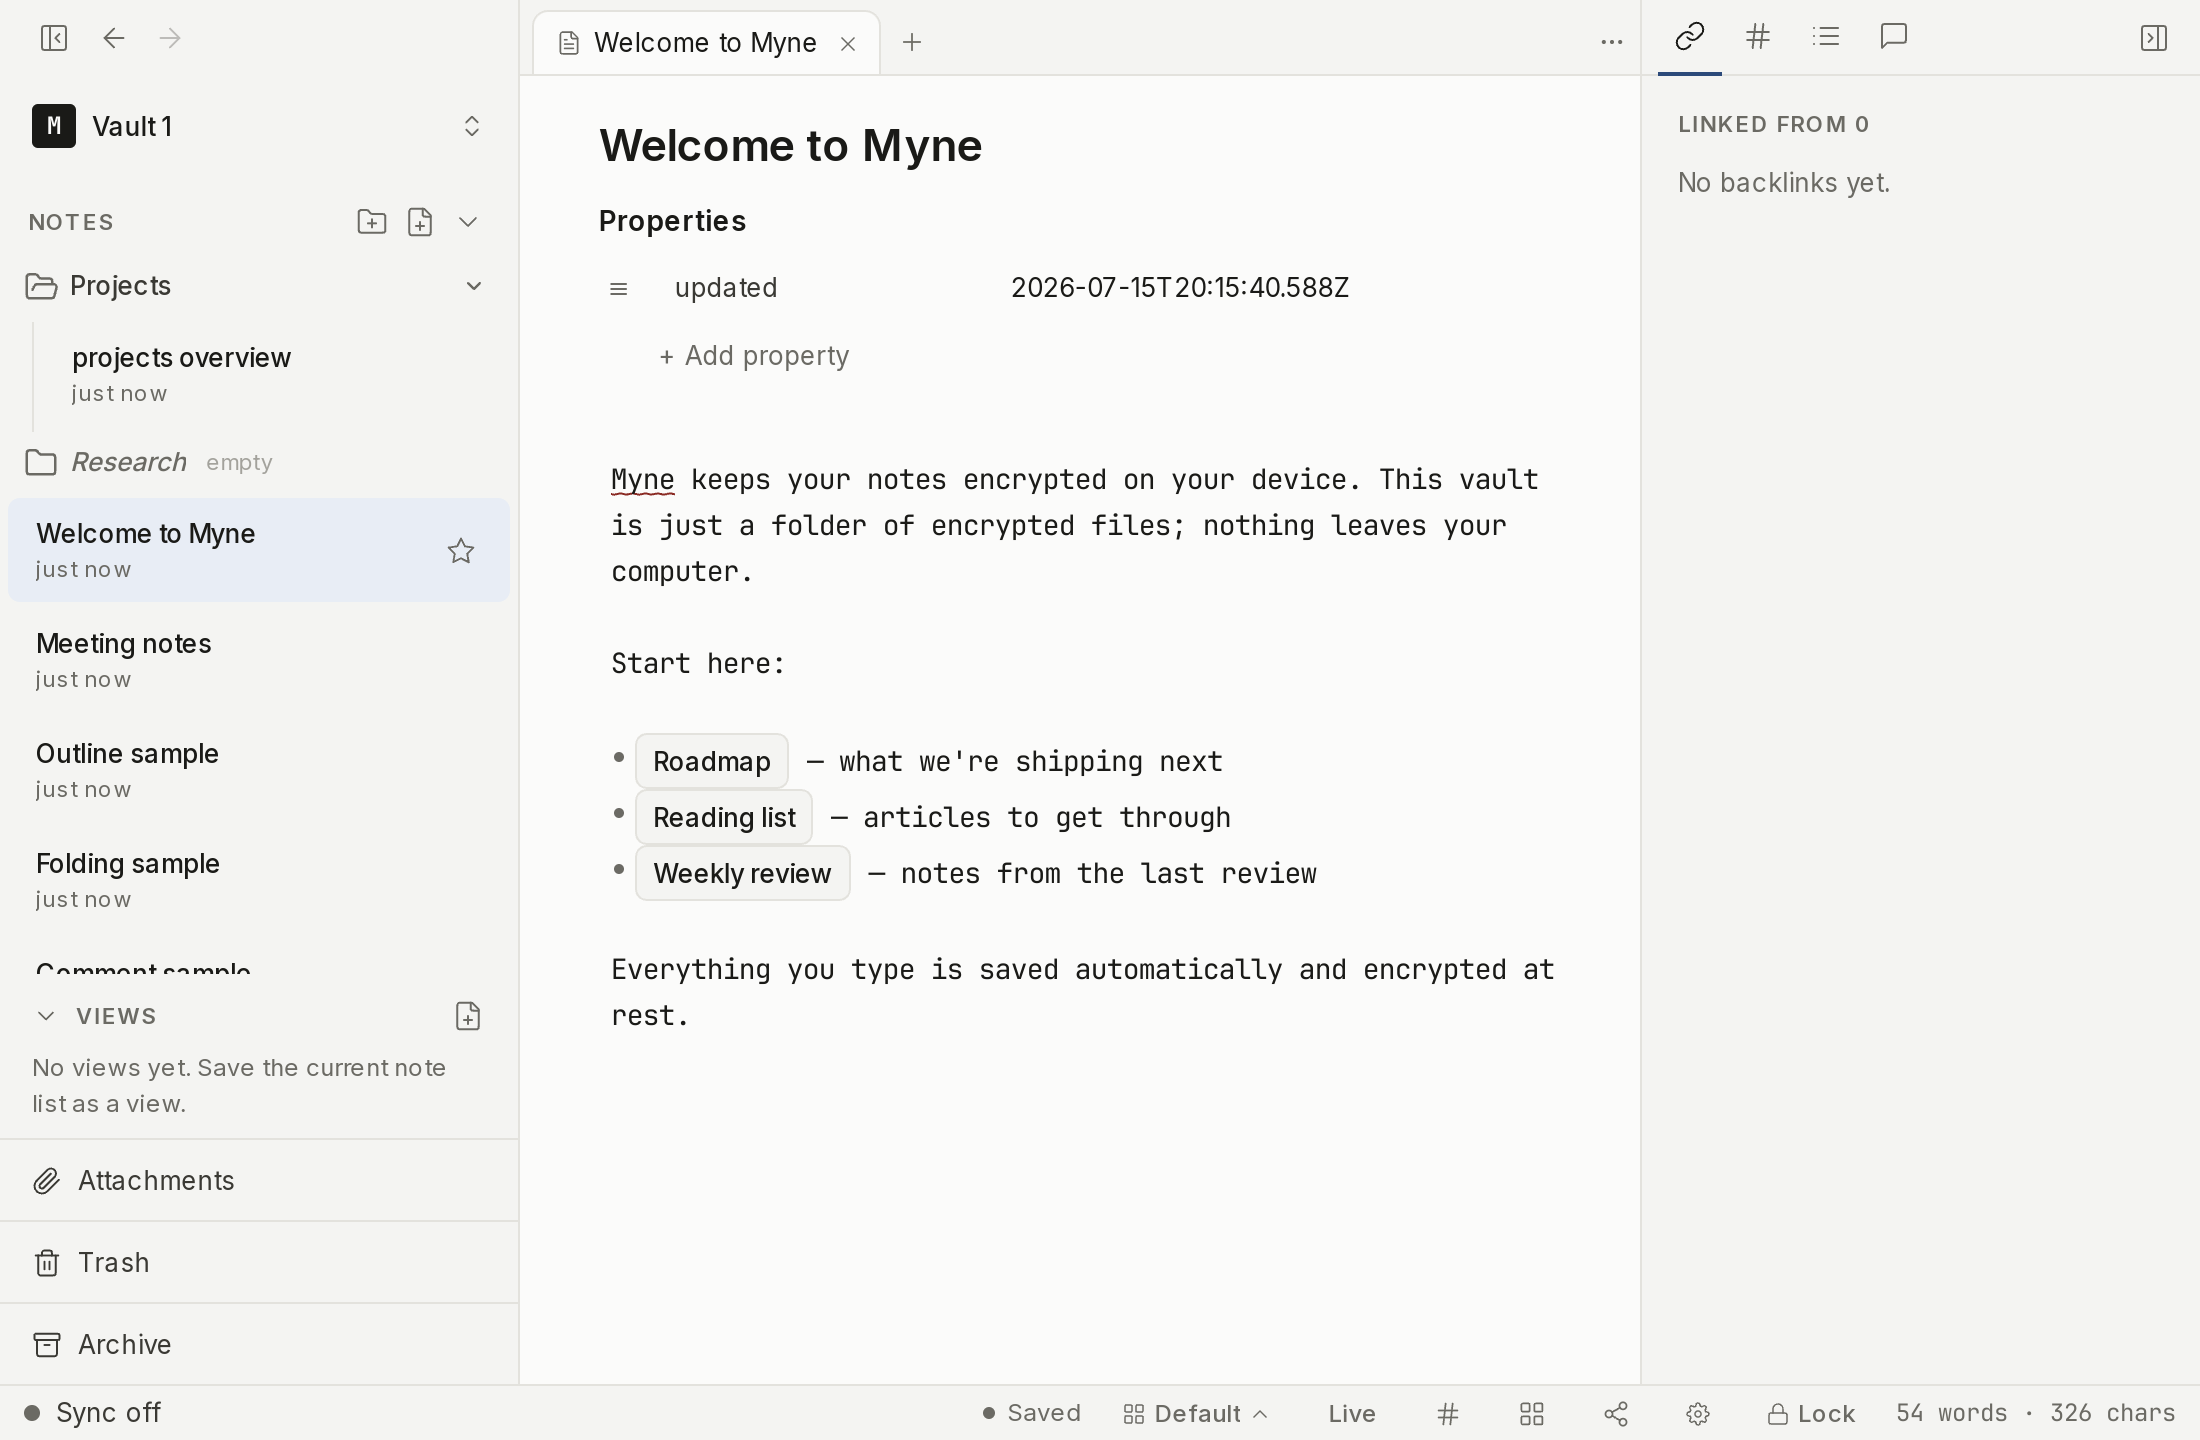 M Vault 1
NOTES
Projects
projects overview
just now
Research empty
Welcome to Myne
just now
Meeting notes
just now
Outline sample
just now
Folding sample
just now
Comment sample
VIEWS
No views yet. Save the current note
list as a view.
Attachments
Trash
Archive
Sync off
Welcome to Myne
Welcome to Myne
Properties
updated 2026-07-15T20:15:40.588Z
+ Add property
Myne keeps your notes encrypted on your device. This vault
is just a folder of encrypted files; nothing leaves your
computer.
Start here:
• Roadmap — what we're shipping next
• Reading list — articles to get through
• Weekly review — notes from the last review
Everything you type is saved automatically and encrypted at
rest.
LINKED FROM 0
No backlinks yet.
Saved Default Live Lock 54 words · 326 chars